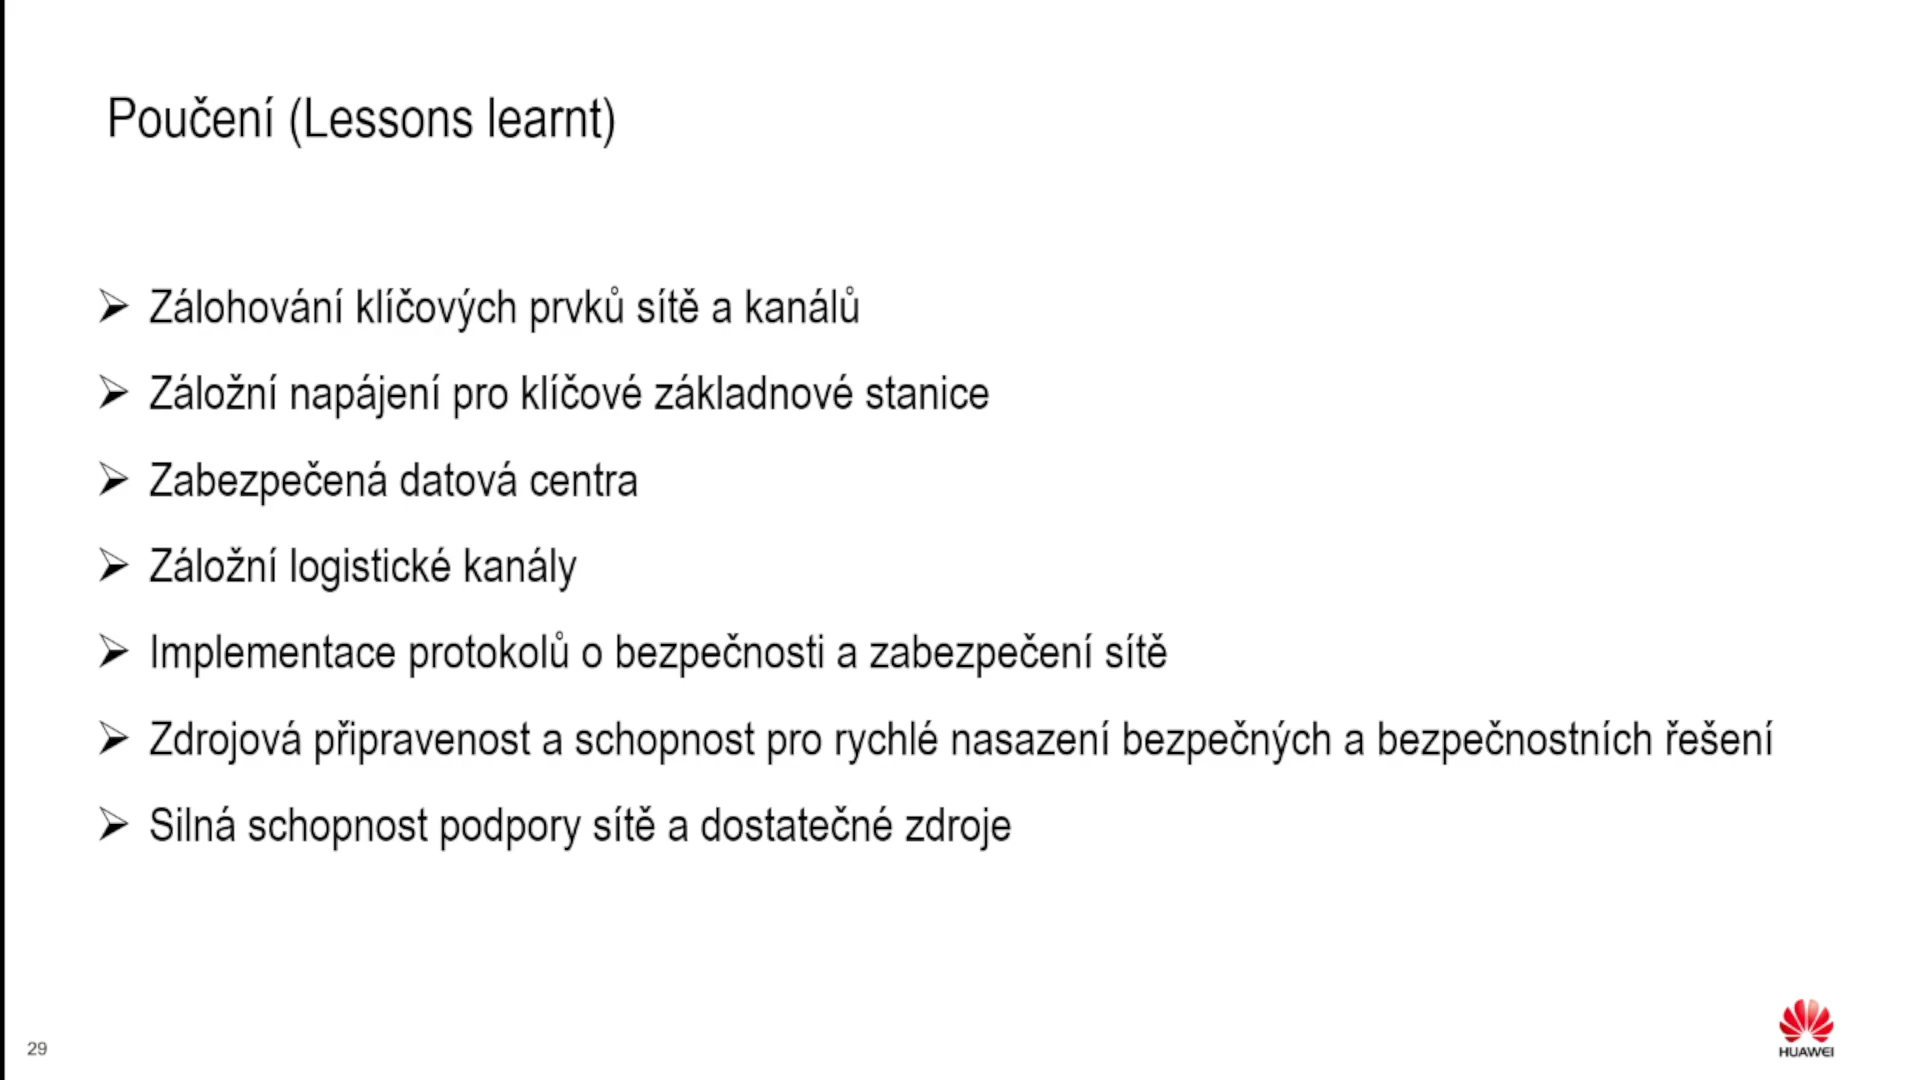 Poučení (Lessons learnt)
Zálohování klíčových prvků sítě a kanálů
Záložní napájení pro klíčové základnové stanice
Zabezpečená datová centra
Záložní logistické kanály
Implementace protokolů o bezpečnosti a zabezpečení sítě
Zdrojová připravenost a schopnost pro rychlé nasazení bezpečných a bezpečnostních řešení
Silná schopnost podpory sítě a dostatečné zdroje
29
HUAWEI